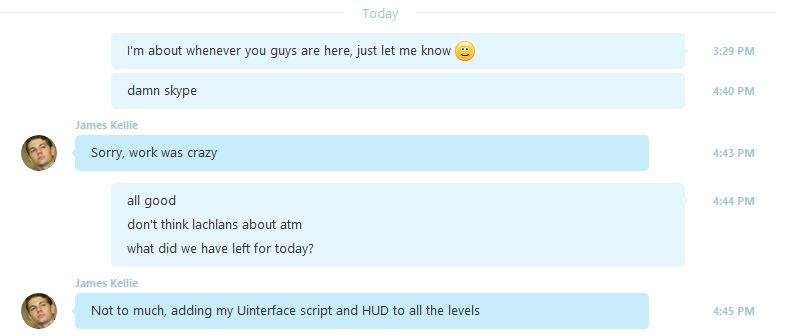 Today
I'm about whenever you guys are here, just let me know
3:29 PM
damn skype
4:40 PM
James Kellie
Sorry, work was crazy
4:43 PM
all good
4:44 PM
don't think lachlans about atm
what did we have left for today?
James Kellie
Not to much, adding my Uinterface script and HUD to all the levels
4:45 PM